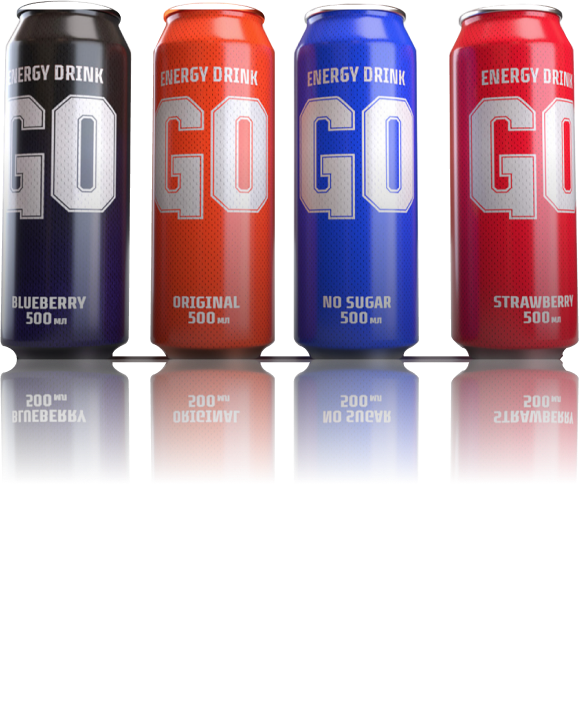 ENERGY DRINK
GO
BLUEBERRY
500 мл
ENERGY DRINK
GO
ORIGINAL
500 мл
ENERGY DRINK
GO
NO SUGAR
500 мл
ENERGY DRINK
GO
STRAWBERRY
500 мл